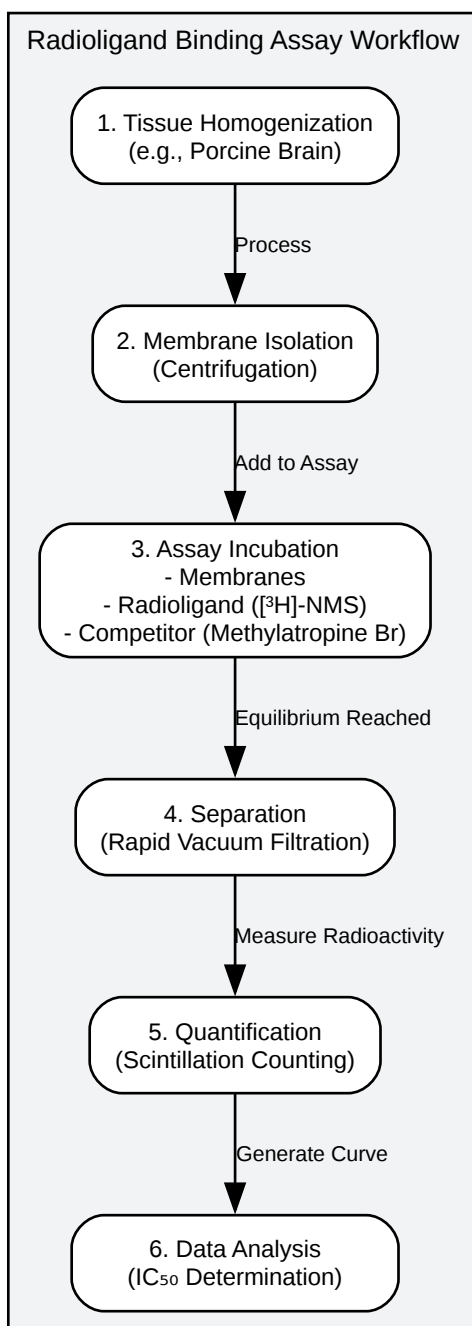 Radioligand Binding Assay Workflow
1. Tissue Homogenization
(e.g., Porcine Brain)
Process
2. Membrane Isolation
(Centrifugation)
Add to Assay
3. Assay Incubation
- Membranes
- Radioligand ([³H]-NMS)
- Competitor (Methylatropine Br)
Equilibrium Reached
4. Separation
(Rapid Vacuum Filtration)
Measure Radioactivity
5. Quantification
(Scintillation Counting)
Generate Curve
6. Data Analysis
(IC₅₀ Determination)